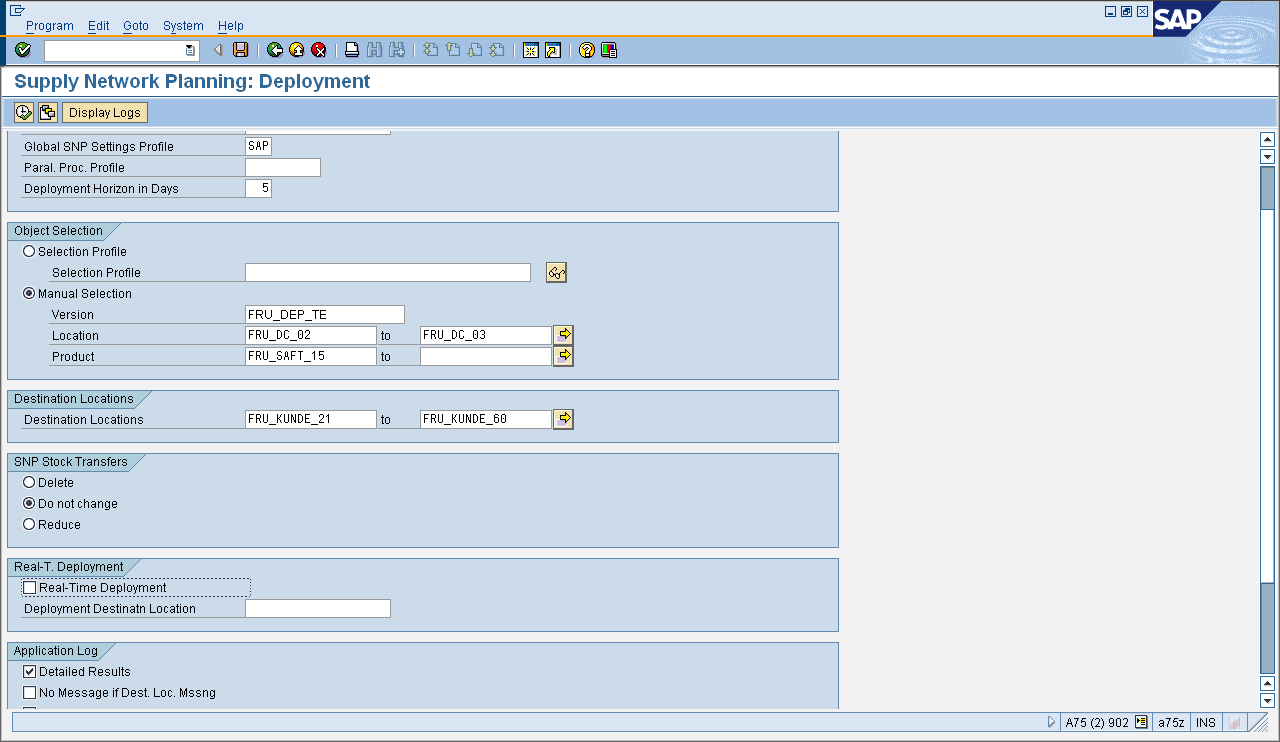 Program Edit Goto System Help
SAP
Supply Network Planning: Deployment
Display Logs
Global SNP Settings Profile SAP
Paral. Proc. Profile
Deployment Horizon in Days 5
Object Selection
Selection Profile
Selection Profile
Manual Selection
Version FRU_DEP_TE
Location FRU_DC_02 to FRU_DC_03
Product FRU_SAFT_15 to
Destination Locations
Destination Locations FRU_KUNDE_21 to FRU_KUNDE_60
SNP Stock Transfers
Delete
Do not change
Reduce
Real-T. Deployment
Real-Time Deployment
Deployment Destinatn Location
Application Log
Detailed Results
No Message if Dest. Loc. Mssng
A75 (2) 902 a75z INS